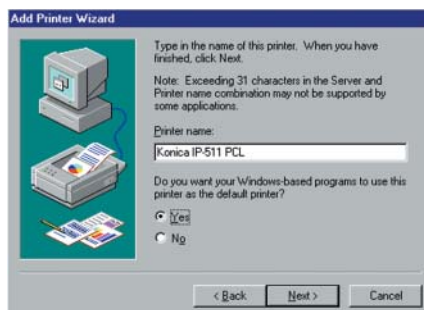 Add Printer Wizard
Type in the name of this printer. When you have
finished, click Next.
Note: Exceeding 31 characters in the Server and
Printer name combination may not be supported by
some applications.
Printer name:
Konica IP-511 PCL
Do you want your Windows-based programs to use this
printer as the default printer?
Yes
No
< Back
Next >
Cancel